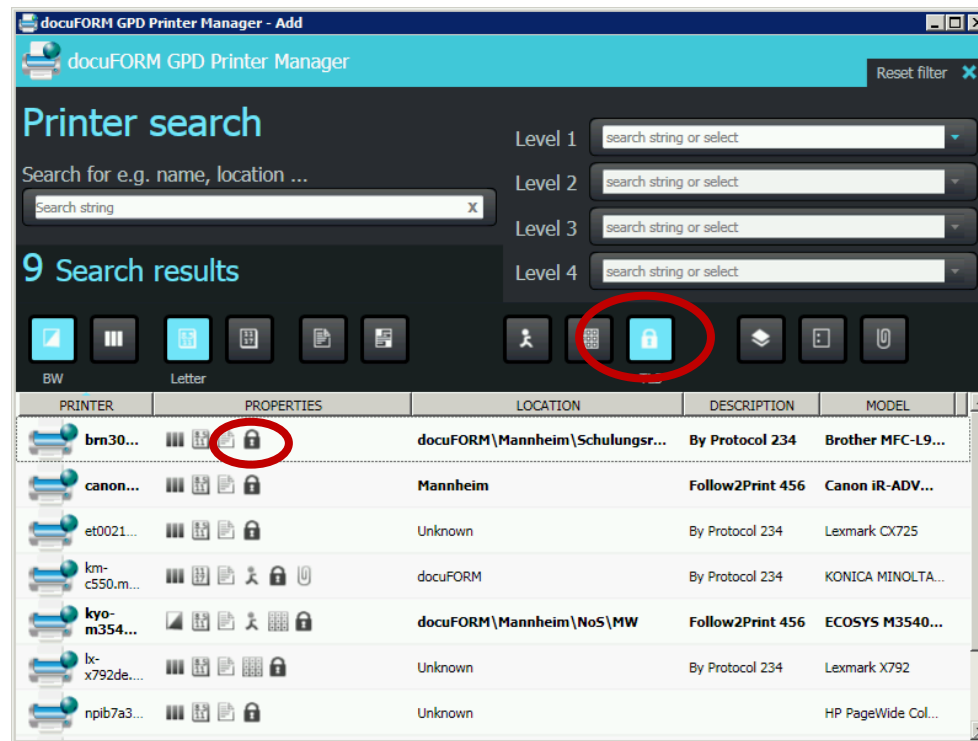 docuFORM GPD Printer Manager - Add
docuFORM GPD Printer Manager
Reset filter
Printer search
Search for e.g. name, location ...
Search string X
Level 1 search string or select
Level 2 search string or select
Level 3 search string or select
Level 4 search string or select
9 Search results
BW Letter
PRINTER PROPERTIES LOCATION DESCRIPTION MODEL
brn30... docuFORM\Mannheim\Schulungsr... By Protocol 234 Brother MFC-L9...
canon... Mannheim Follow2Print 456 Canon iR-ADV...
et0021... Unknown By Protocol 234 Lexmark CX725
km-
c550.m... docuFORM By Protocol 234 KONICA MINOLTA...
kyo-
m354... docuFORM\Mannheim\NoS\MW Follow2Print 456 ECOSYS M3540...
lx-
x792de.... Unknown By Protocol 234 Lexmark X792
npib7a3... Unknown HP PageWide Col...